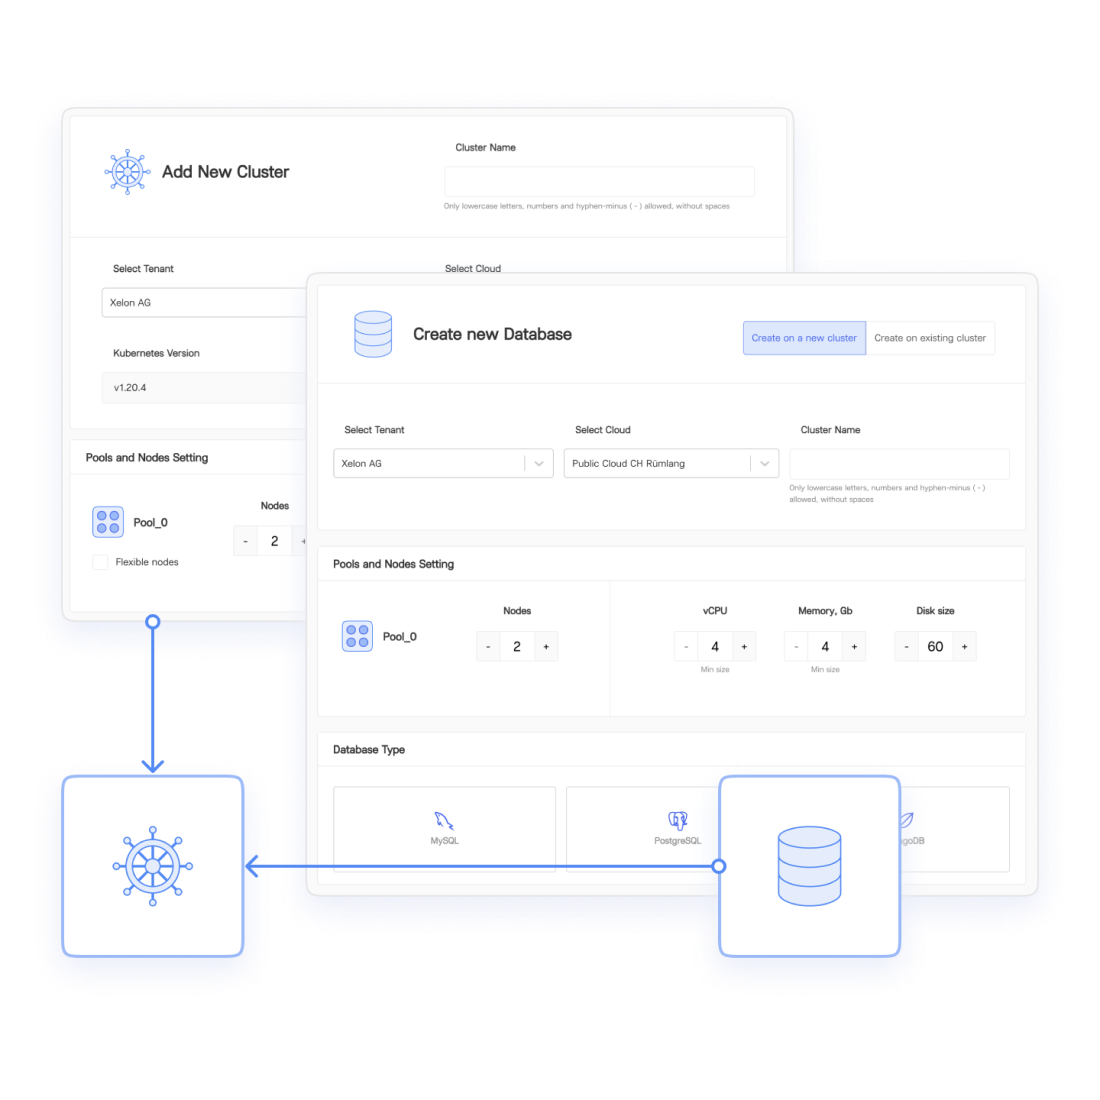 Add New Cluster
Cluster Name
Only lowercase letters, numbers and hyphen-minus ( - ) allowed, without spaces
Select Tenant
Select Cloud
Xelon AG
Kubernetes Version
v1.20.4
Pools and Nodes Setting
Pool_0
Nodes
- 2 +
Flexible nodes
Create new Database
Create on a new cluster
Create on existing cluster
Select Tenant
Select Cloud
Cluster Name
Xelon AG
Public Cloud CH Rümlang
Only lowercase letters, numbers and hyphen-minus ( - )
allowed, without spaces
Pools and Nodes Setting
Pool_0
Nodes
- 2 +
vCPU
- 4 +
Min size
Memory, Gb
- 4 +
Min size
Disk size
- 60 +
Database Type
MySQL
PostgreSQL
goDB